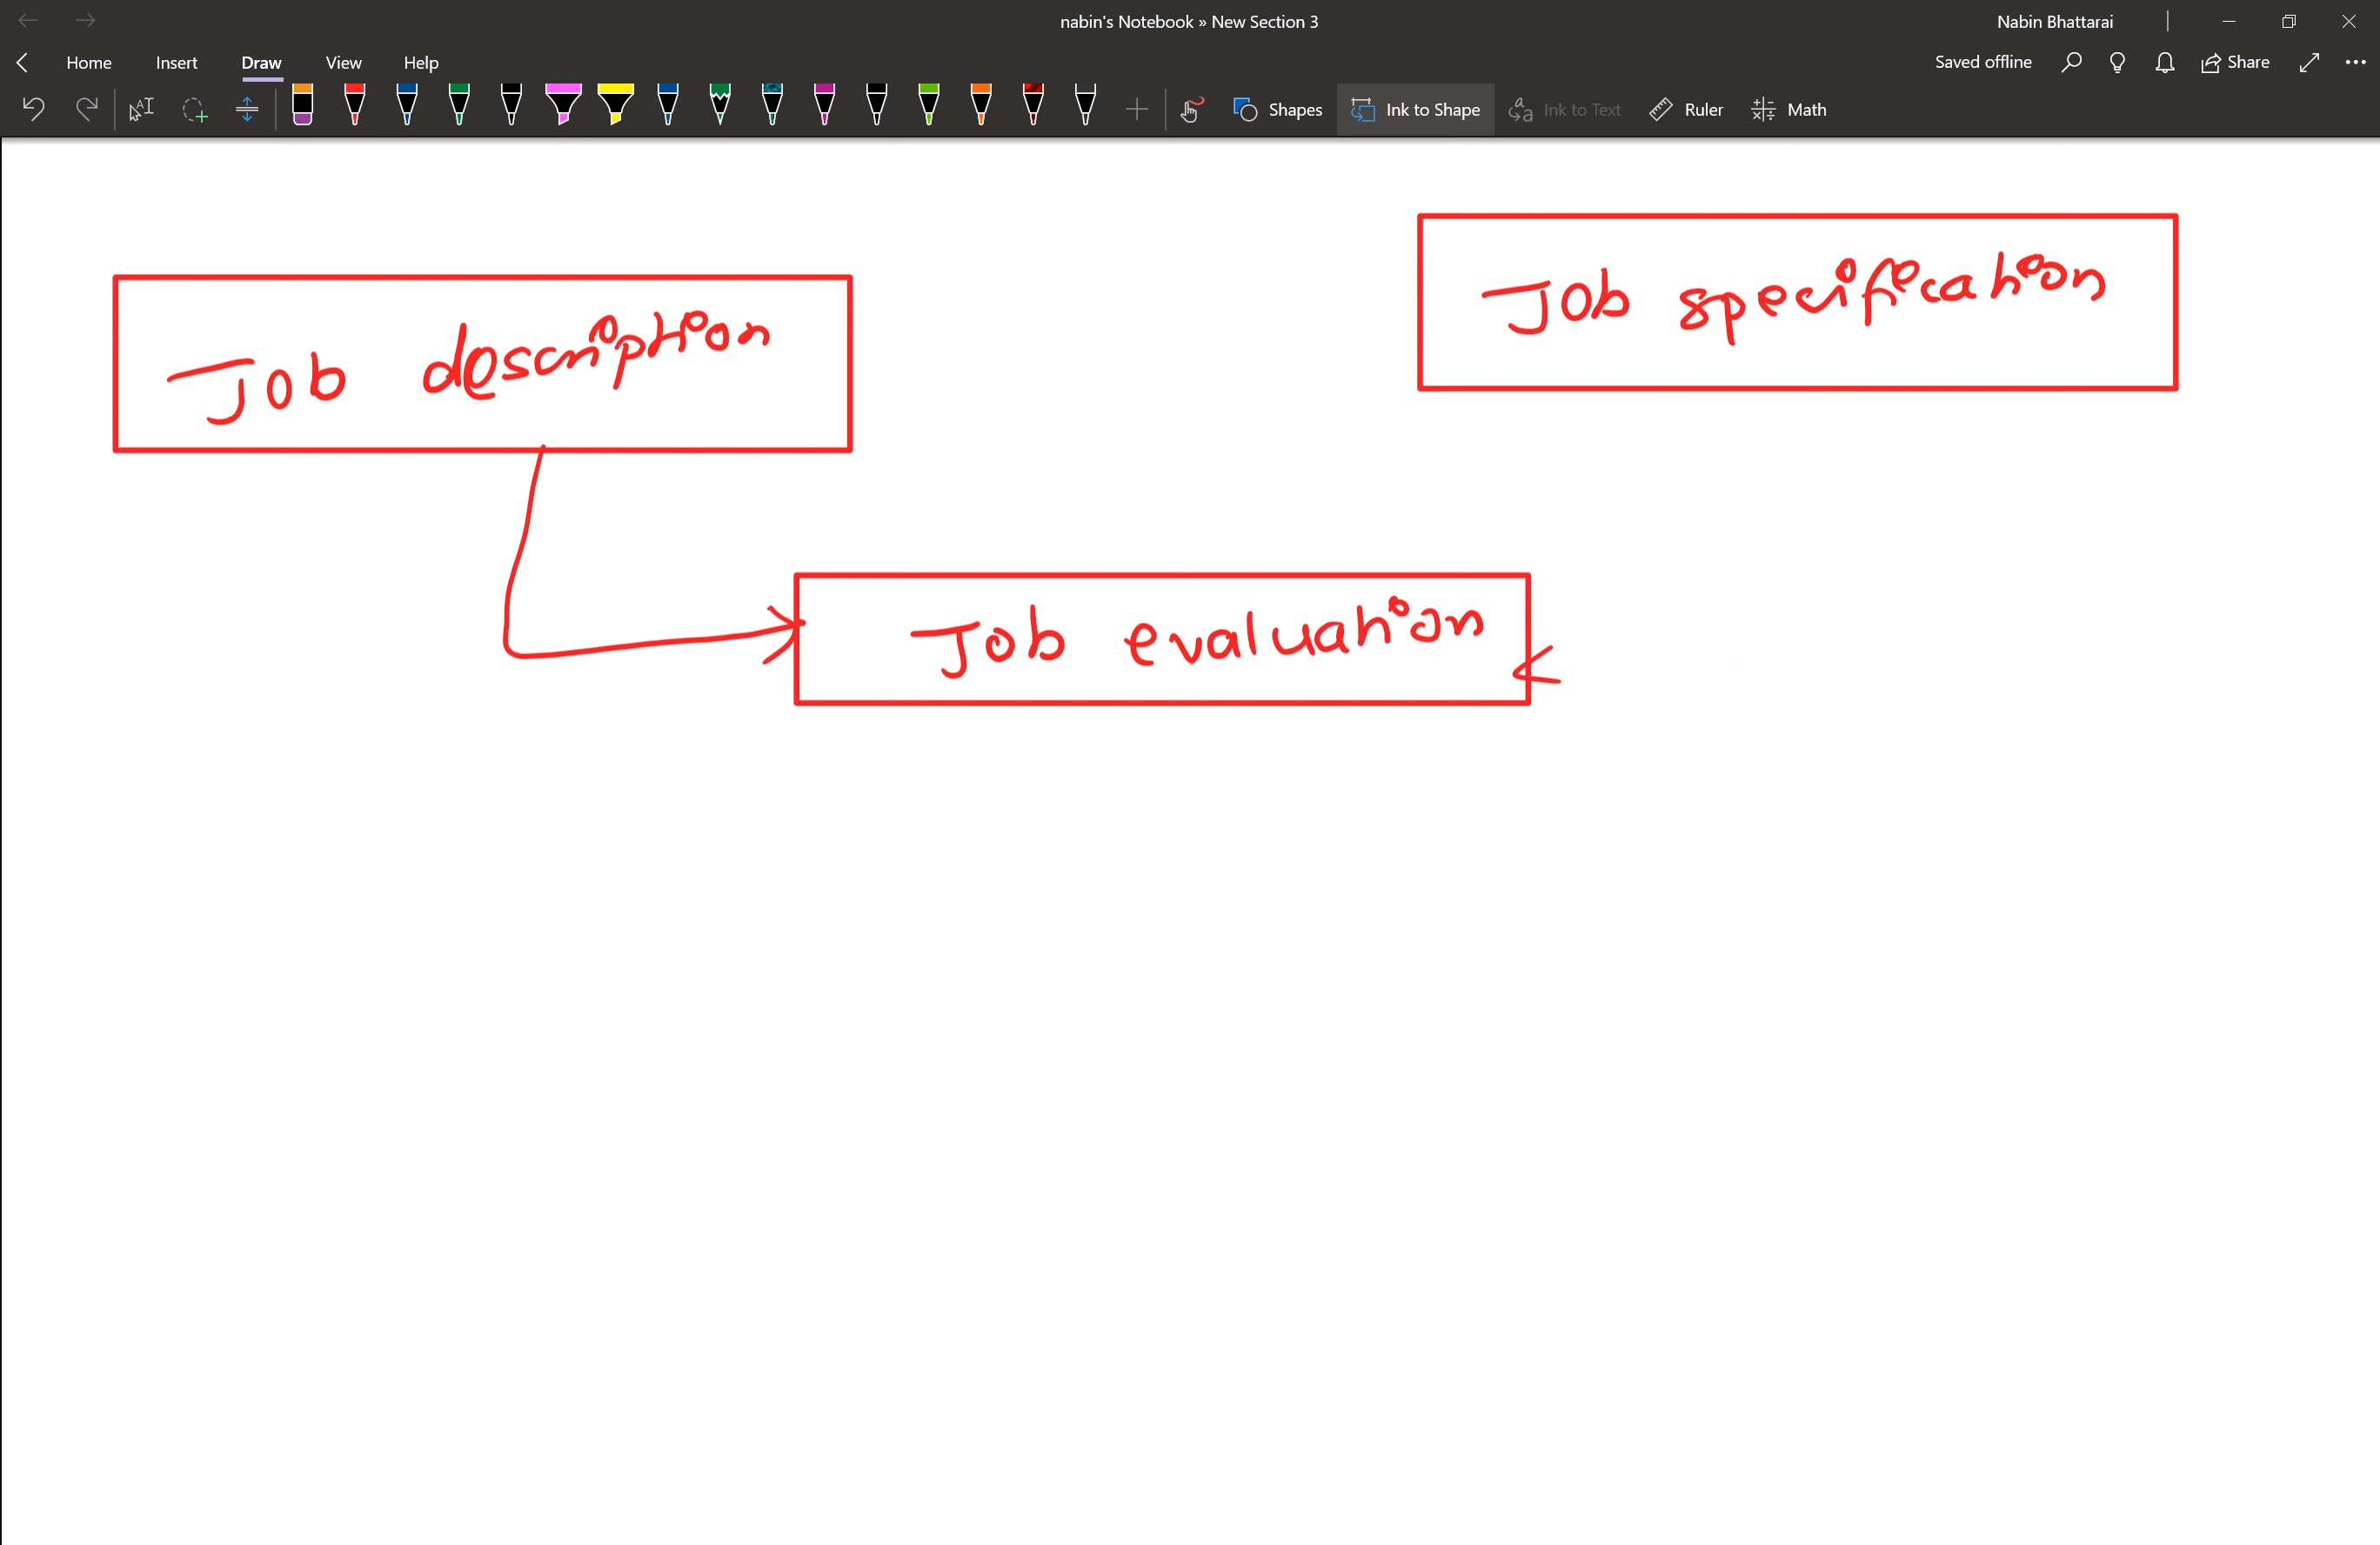 nabin's Notebook » New Section 3
Nabin Bhattarai
Home Insert Draw View Help
Saved offline Share
Shapes Ink to Shape Ink to Text Ruler Math
Job specification
Job description
Job evaluation